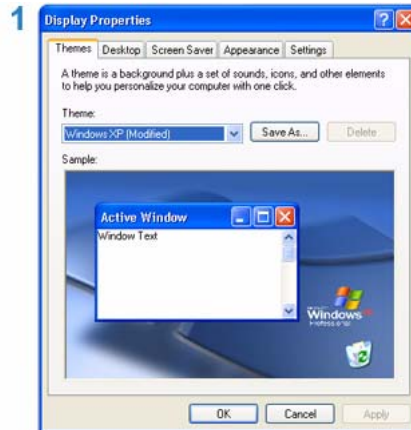 1
Display Properties
Themes Desktop Screen Saver Appearance Settings
A theme is a background plus a set of sounds, icons, and other elements
to help you personalize your computer with one click.
Theme:
Windows XP (Modified) Save As... Delete
Sample:
Active Window
Window Text
Windows
Professional
OK Cancel Apply